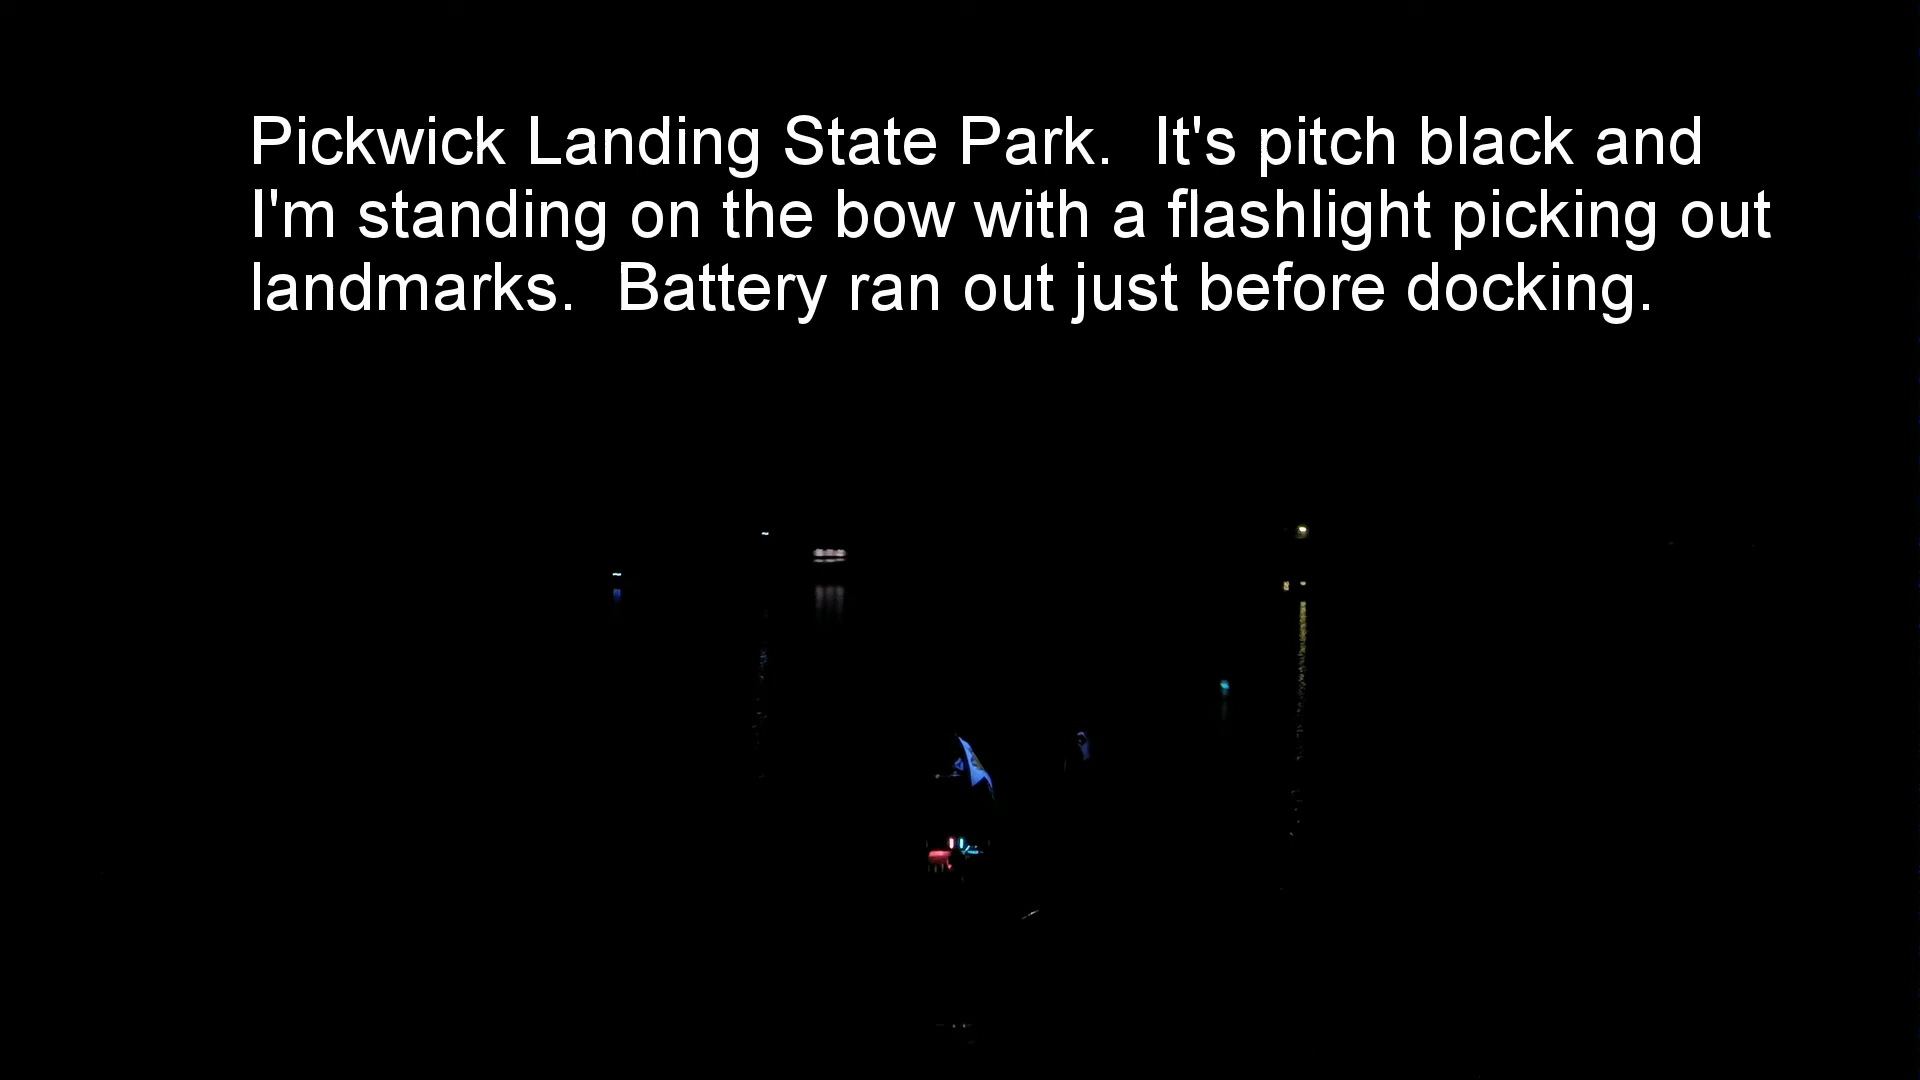 Pickwick Landing State Park.  It's pitch black and
I'm standing on the bow with a flashlight picking out
landmarks.  Battery ran out just before docking.